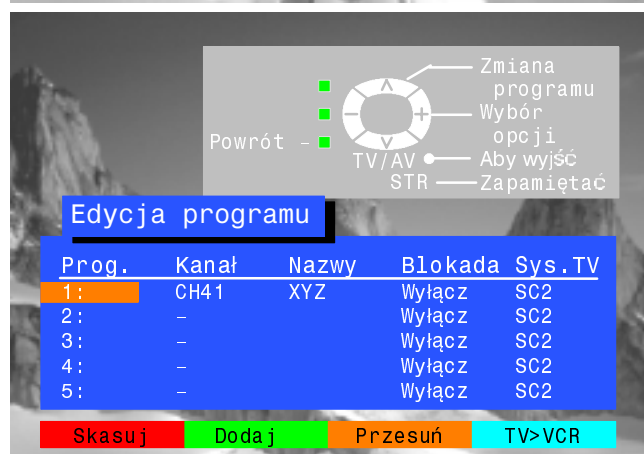 Zmiana
programu
Wybór
Powrót – opcji
TV/AV Aby wyjść
STR Zapamiętać
Edycja programu
Prog. Kanał Nazwy Blokada Sys.TV
1: CH41 XYZ Wyłącz SC2
2: – Wyłącz SC2
3: – Wyłącz SC2
4: – Wyłącz SC2
5: – Wyłącz SC2
Skasuj Dodaj Przesuń TV>VCR